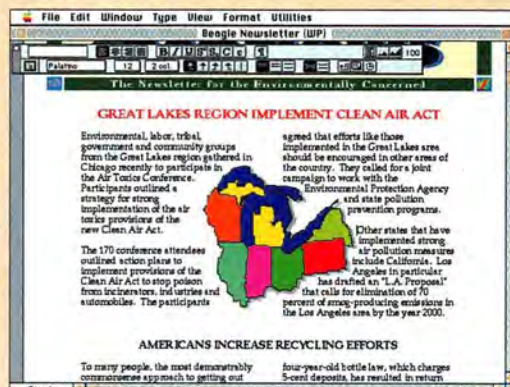 File Edit Window Type View Format Utilities
Beagle Newsletter (WP)
B I U S S C c ¶ 100
Palatino 12 2 col.
The Newsletter for the Environmentally Concerned
GREAT LAKES REGION IMPLEMENT CLEAN AIR ACT
Environmental, labor, tribal,
government and community groups
from the Great Lakes region gathered in
Chicago recently to participate in
the Air Toxics Conference.
Participants outlined a
strategy for strong
implementation of the air
toxics provisions of the
new Clean Air Act.
The 170 conference attendees
outlined action plans to
implement provisions of the
Clean Air Act to stop poison
from incinerators, industries and
automobiles. The participants
agreed that efforts like those
implemented in the Great Lakes area
should be encouraged in other areas of
the country. They called for a joint
campaign to work with the
Environmental Protection Agency
and state pollution
prevention programs.
Other states that have
implemented strong
air pollution measures
include California. Los
Angeles in particular
has drafted an "L.A. Proposal"
that calls for elimination of 70
percent of smog-producing emissions in
the Los Angeles area by the year 2000.
AMERICANS INCREASE RECYCLING EFFORTS
To many people, the most demonstrably
commonsense approach to getting out
four-year-old bottle law, which charges
5-cent deposits, has resulted in return